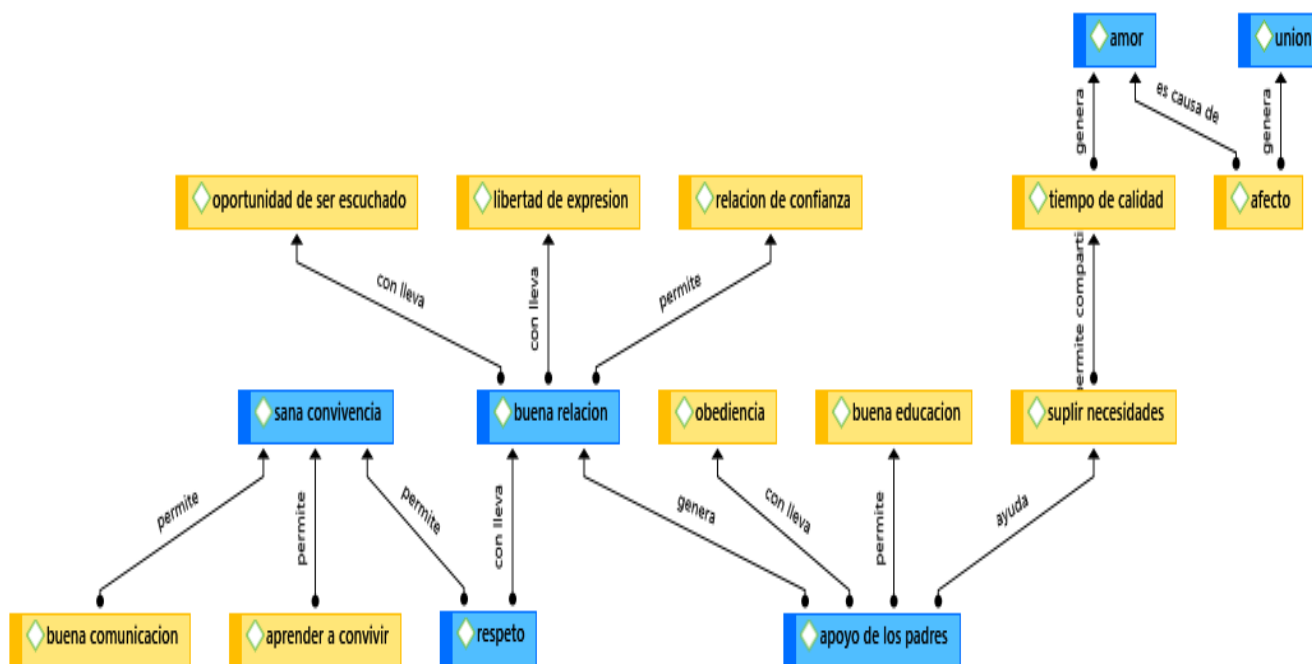 amor
union
genera
es causa de
genera
oportunidad de ser escuchado
libertad de expresion
relacion de confianza
tiempo de calidad
afecto
con lleva
con lleva
permite
sana convivencia
buena relacion
obediencia
buena educacion
suplir necesidades
permite
permite
permite
con lleva
genera
con lleva
permite
ayuda
buena comunicacion
aprender a convivir
respeto
apoyo de los padres